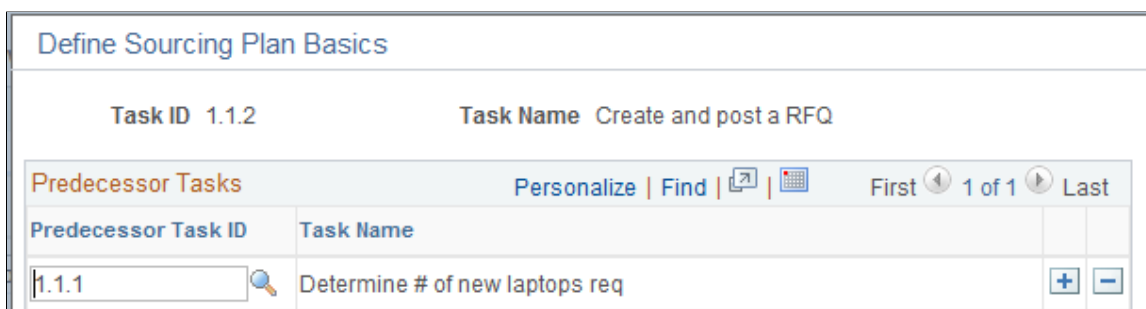 Define Sourcing Plan Basics
Task ID 1.1.2 Task Name Create and post a RFQ
Predecessor Tasks Personalize | Find | | First 1 of 1 Last
Predecessor Task ID Task Name
1.1.1 Determine # of new laptops req